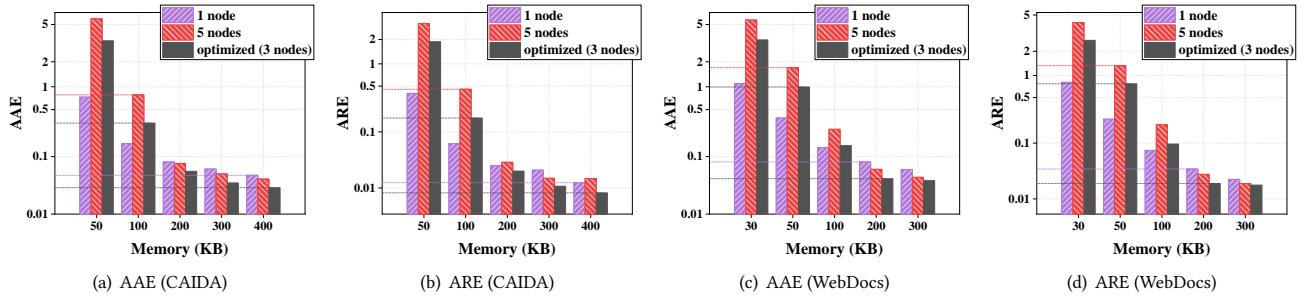 5
2
1
0.5
0.1
0.01
AAE
1 node
5 nodes
optimized (3 nodes)
50 100 200 300 400
Memory (KB)
(a) AAE (CAIDA)
2
1
0.5
0.1
0.01
ARE
1 node
5 nodes
optimized (3 nodes)
50 100 200 300 400
Memory (KB)
(b) ARE (CAIDA)
5
2
1
0.5
0.1
0.01
AAE
1 node
5 nodes
optimized (3 nodes)
30 50 100 200 300
Memory (KB)
(c) AAE (WebDocs)
5
2
1
0.5
0.1
0.01
ARE
1 node
5 nodes
optimized (3 nodes)
30 50 100 200 300
Memory (KB)
(d) ARE (WebDocs)